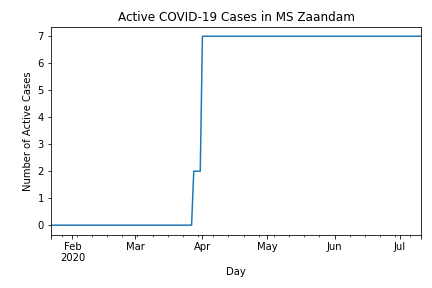 Active COVID-19 Cases in MS Zaandam
Number of Active Cases
7
6
5
4
3
2
1
0
Feb Mar Apr May Jun Jul
2020
Day